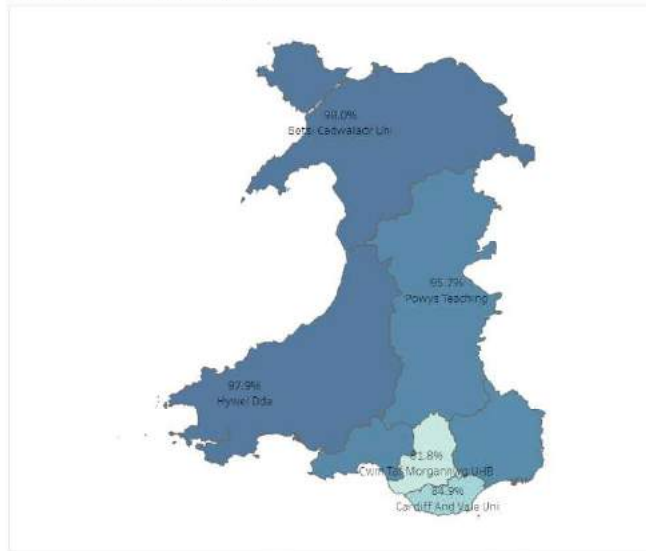 98.0%
Betsi Cadwaladr Uni
95.7%
Powys Teaching
97.9%
Hywel Dda
81.8%
Cwm Taf Morgannwg UHB
84.9%
Cardiff And Vale Uni